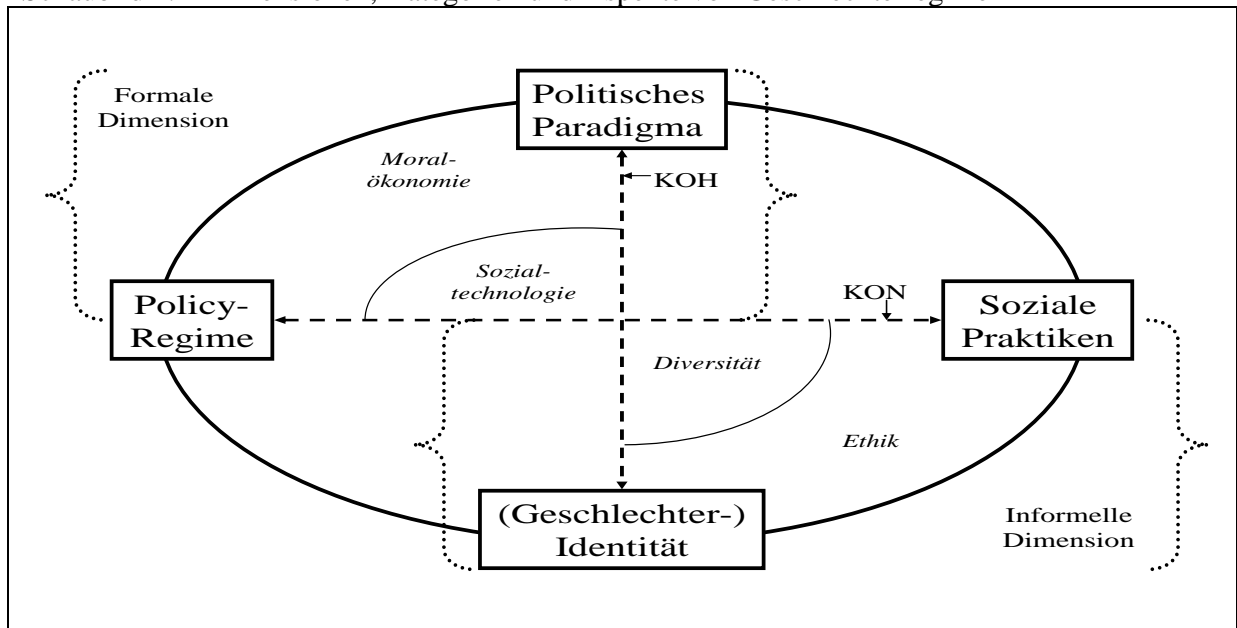 Politisches
Paradigma
Formale
Dimension
Moral-
ökonomie
KOH
Sozial-
technologie
KON
Policy-
Regime
Soziale
Praktiken
Diversität
Ethik
(Geschlechter-)
Identität
Informelle
Dimension